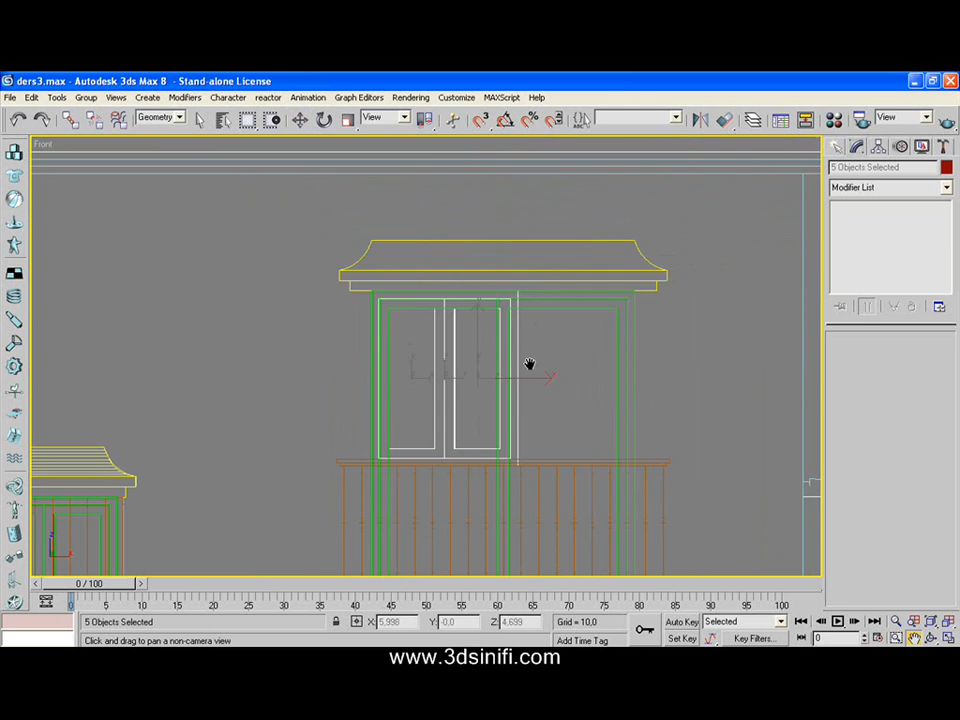 ders3.max - Autodesk 3ds Max 8 - Stand-alone License
File Edit Tools Group Views Create Modifiers Character reactor Animation Graph Editors Rendering Customize MAXScript Help
Geometry View View
Front
5 Objects Selected
Modifier List
0 / 100
0 5 10 15 20 25 30 35 40 45 50 55 60 65 70 75 80 85 90 95 100
5 Objects Selected X: 5,998 Y: -0,0 Z: 4,699 Grid = 10,0 Auto Key Selected
Click and drag to pan a non-camera view Add Time Tag Set Key Key Filters... 0
www.3dsinifi.com